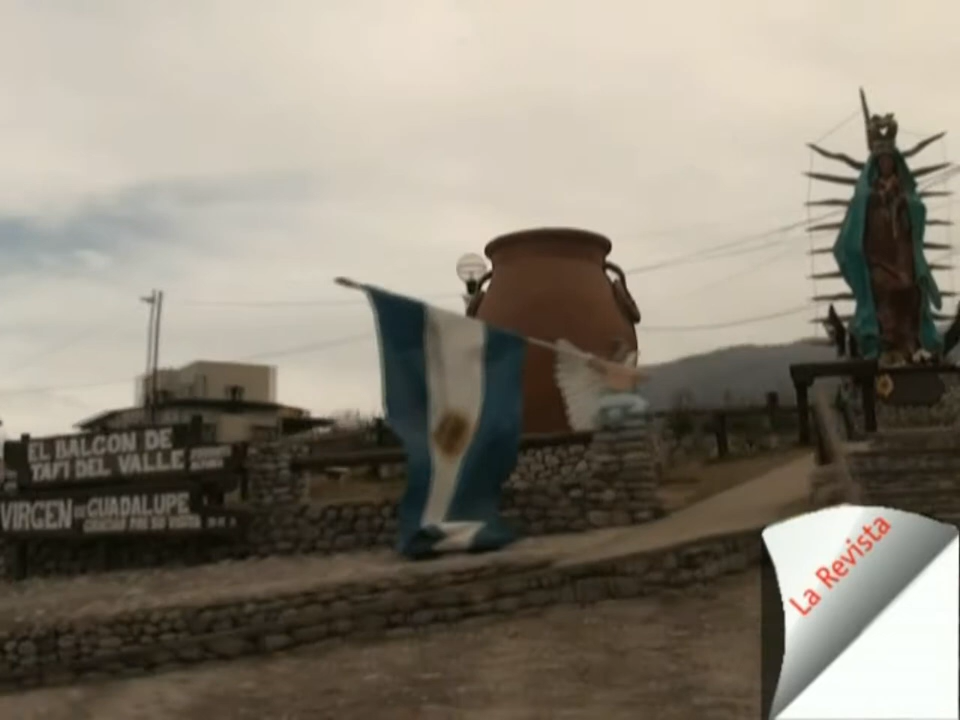 EL BALCON DE
TAFI DEL VALLE
VIRGEN DE GUADALUPE
La Revista